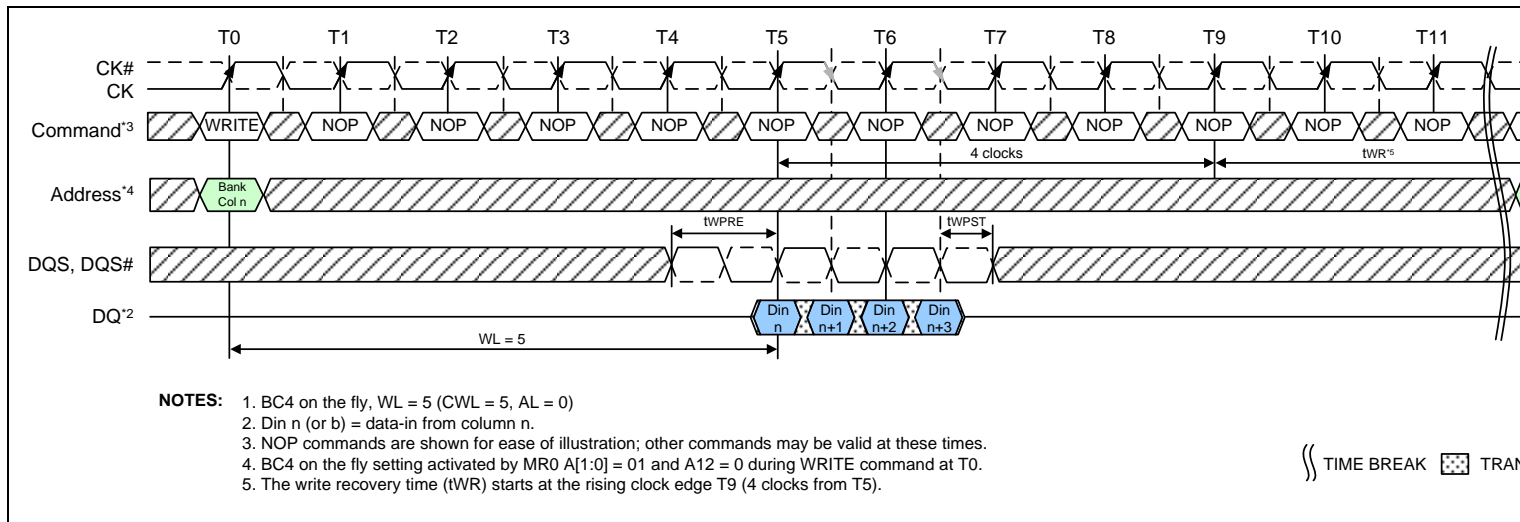 T0 T1 T2 T3 T4 T5 T6 T7 T8 T9 T10 T11
CK#
CK
Command*3 WRITE NOP NOP NOP NOP NOP NOP NOP NOP NOP NOP NOP
4 clocks tWR*5
Address*4 Bank
Col n
tWPRE tWPST
DQS, DQS#
DQ*2 Din n Din n+1 Din n+2 Din n+3
WL = 5
NOTES: 1. BC4 on the fly, WL = 5 (CWL = 5, AL = 0)
2. Din n (or b) = data-in from column n.
3. NOP commands are shown for ease of illustration; other commands may be valid at these times.
4. BC4 on the fly setting activated by MR0 A[1:0] = 01 and A12 = 0 during WRITE command at T0.
5. The write recovery time (tWR) starts at the rising clock edge T9 (4 clocks from T5).
TIME BREAK TRAN